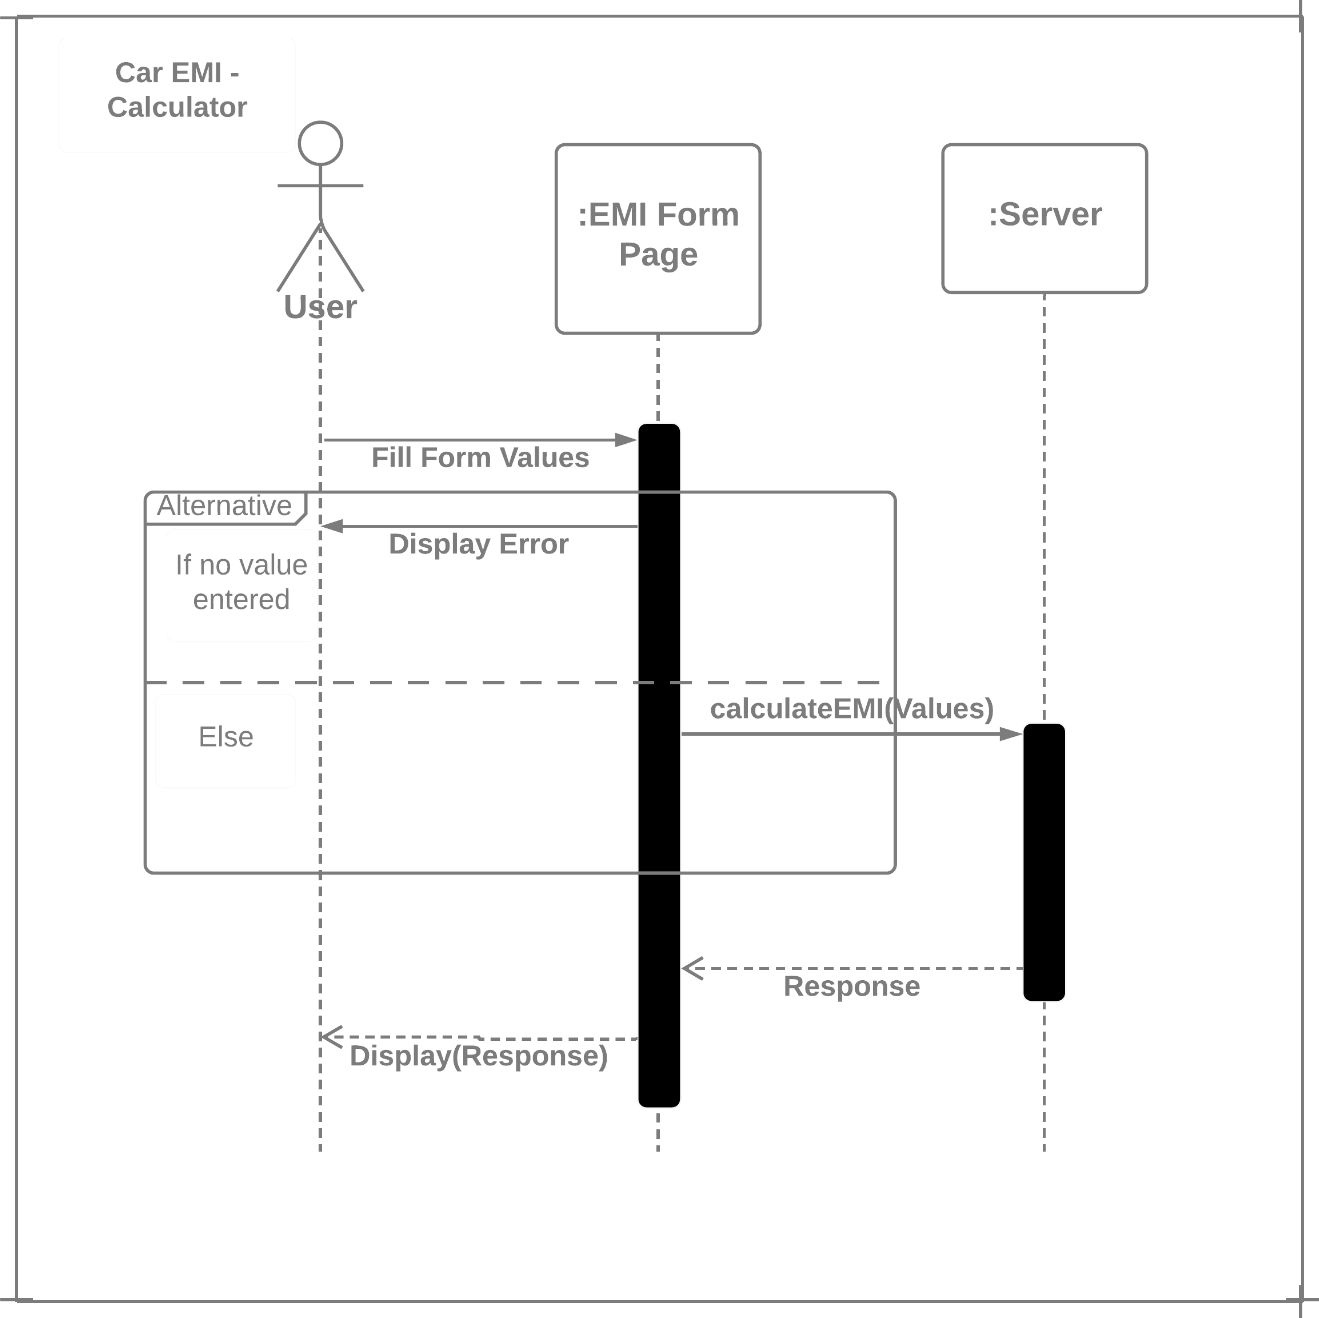 Car EMI -
Calculator
User
:EMI Form
Page
:Server
Fill Form Values
Alternative
Display Error
If no value
entered
calculateEMI(Values)
Else
Response
Display(Response)